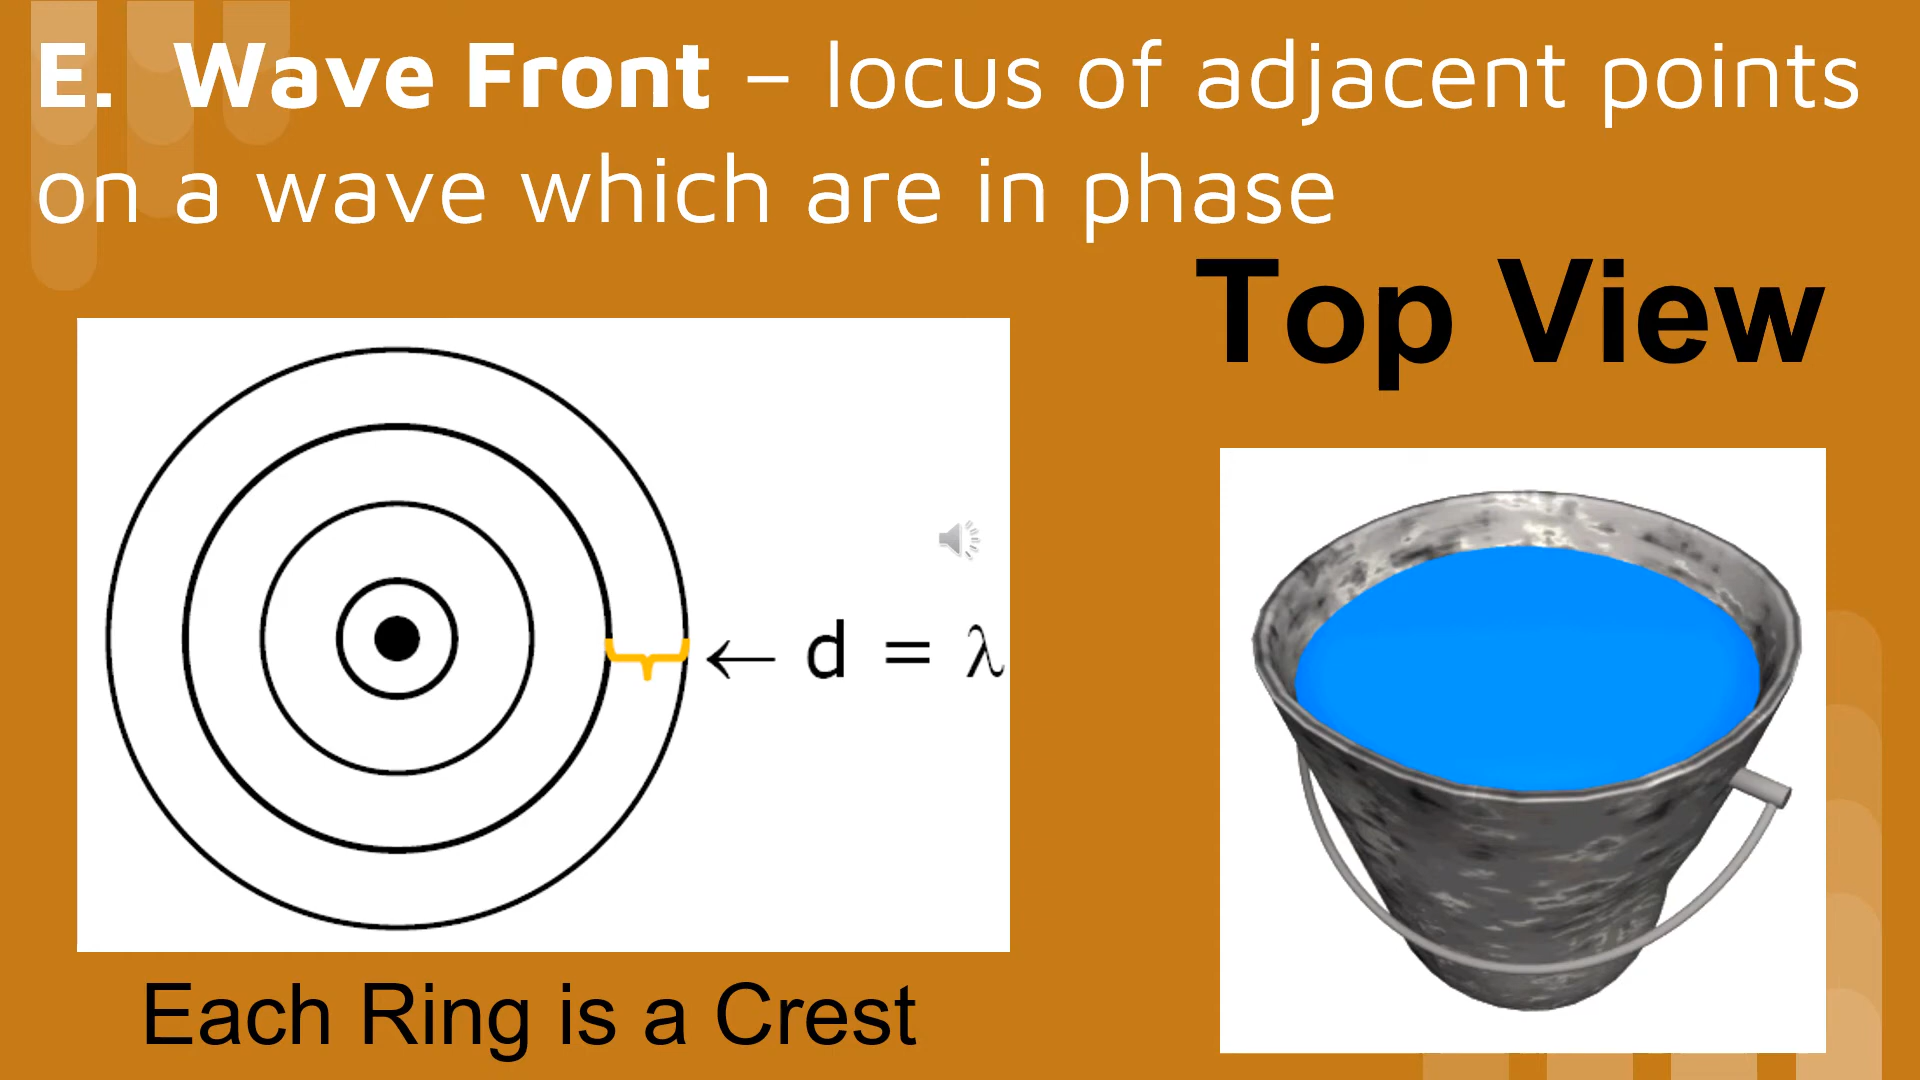 E. Wave Front – locus of adjacent points
on a wave which are in phase
Top View
← d = λ
Each Ring is a Crest